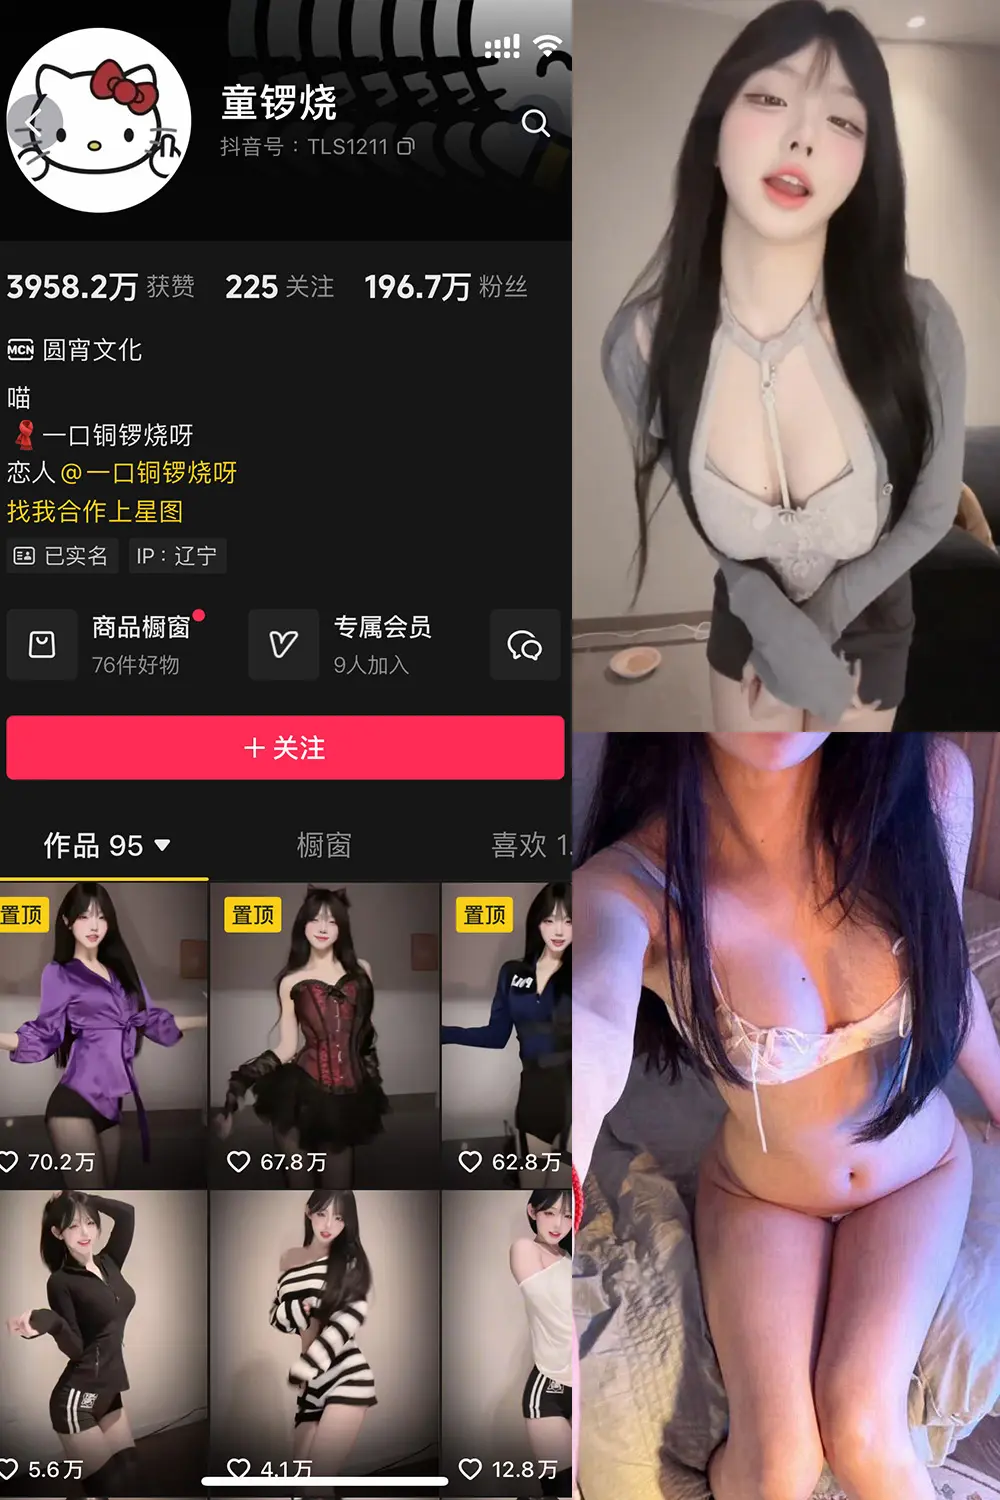 童锣烧
抖音号：TLS1211
3958.2万 获赞 225 关注 196.7万 粉丝
MCN 圆宵文化
喵
一口铜锣烧呀
恋人@一口铜锣烧呀
找我合作上星图
已实名 IP：辽宁
商品橱窗 专属会员
76件好物 9人加入
+ 关注
作品 95 橱窗 喜欢 1.
置顶 置顶 置顶
70.2万 67.8万 62.8万
5.6万 4.1万 12.8万